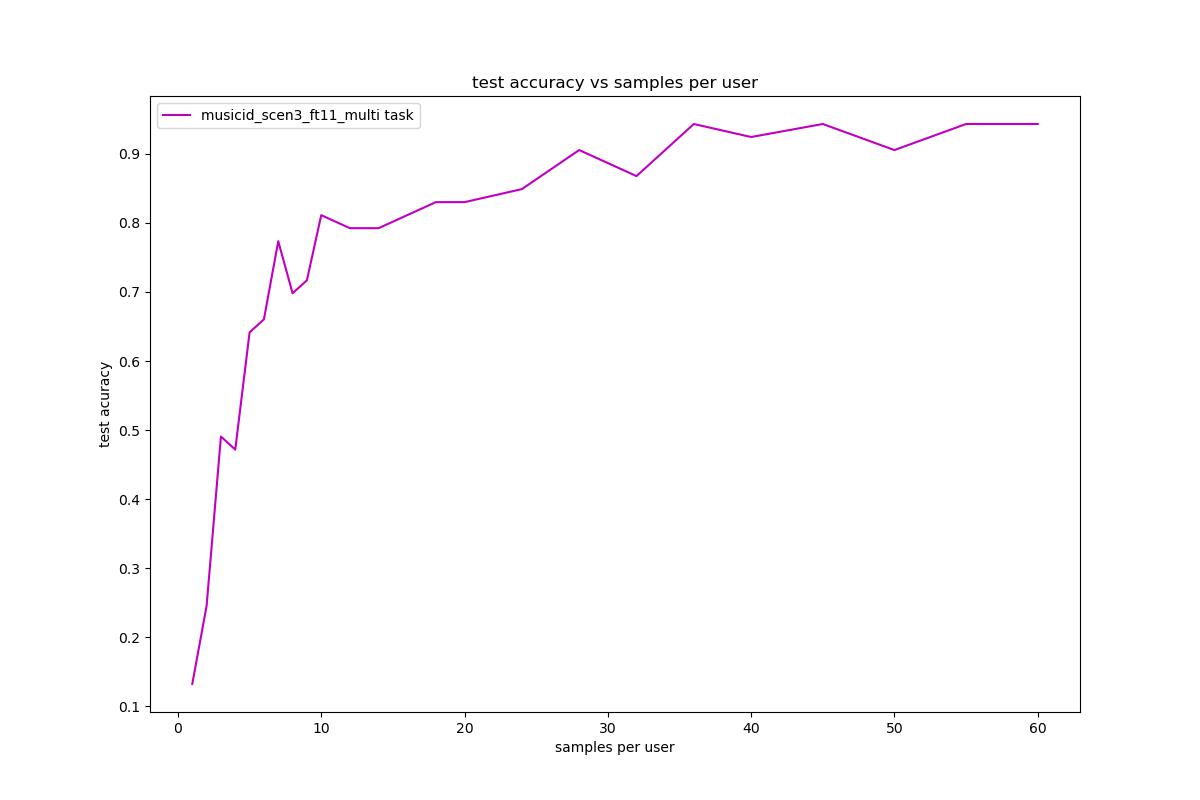 test accuracy vs samples per user
musicid_scen3_ft11_multi task
0.9
0.8
0.7
0.6
0.5
0.4
0.3
0.2
0.1
test acuracy
0 10 20 30 40 50 60
samples per user